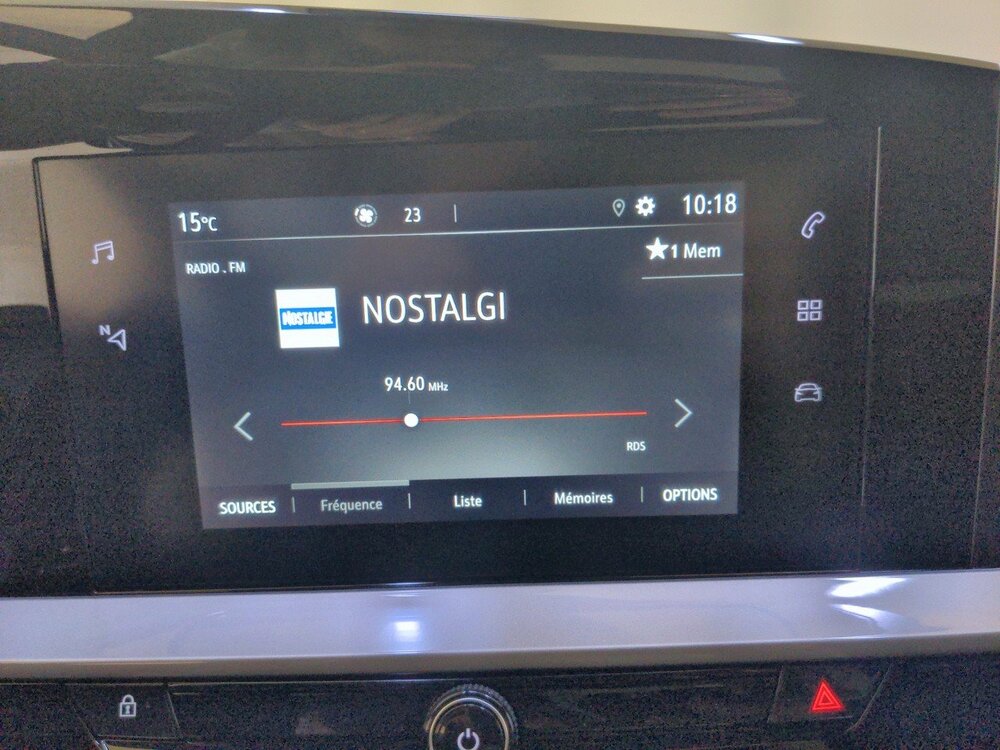 15°C 23 10:18
RADIO . FM
★1 Mem
NOSTALGIE
NOSTALGI
94.60 MHz
N
RDS
SOURCES Fréquence Liste Mémoires OPTIONS